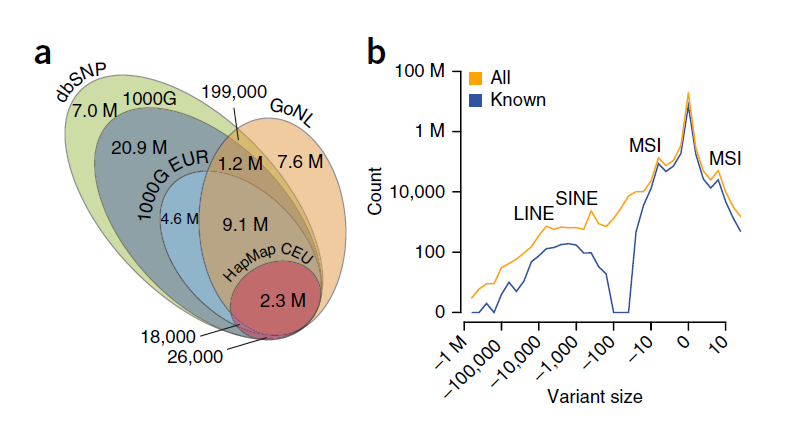 a
dbSNP
7.0 M
1000G
199,000
GoNL
20.9 M
1000G EUR
1.2 M
7.6 M
4.6 M
9.1 M
HapMap CEU
2.3 M
18,000
26,000
b
100 M
1 M
10,000
100
0
Count
All
Known
LINE
SINE
MSI
MSI
–1 M
–100,000
–10,000
–1,000
–100
–10
0
10
Variant size